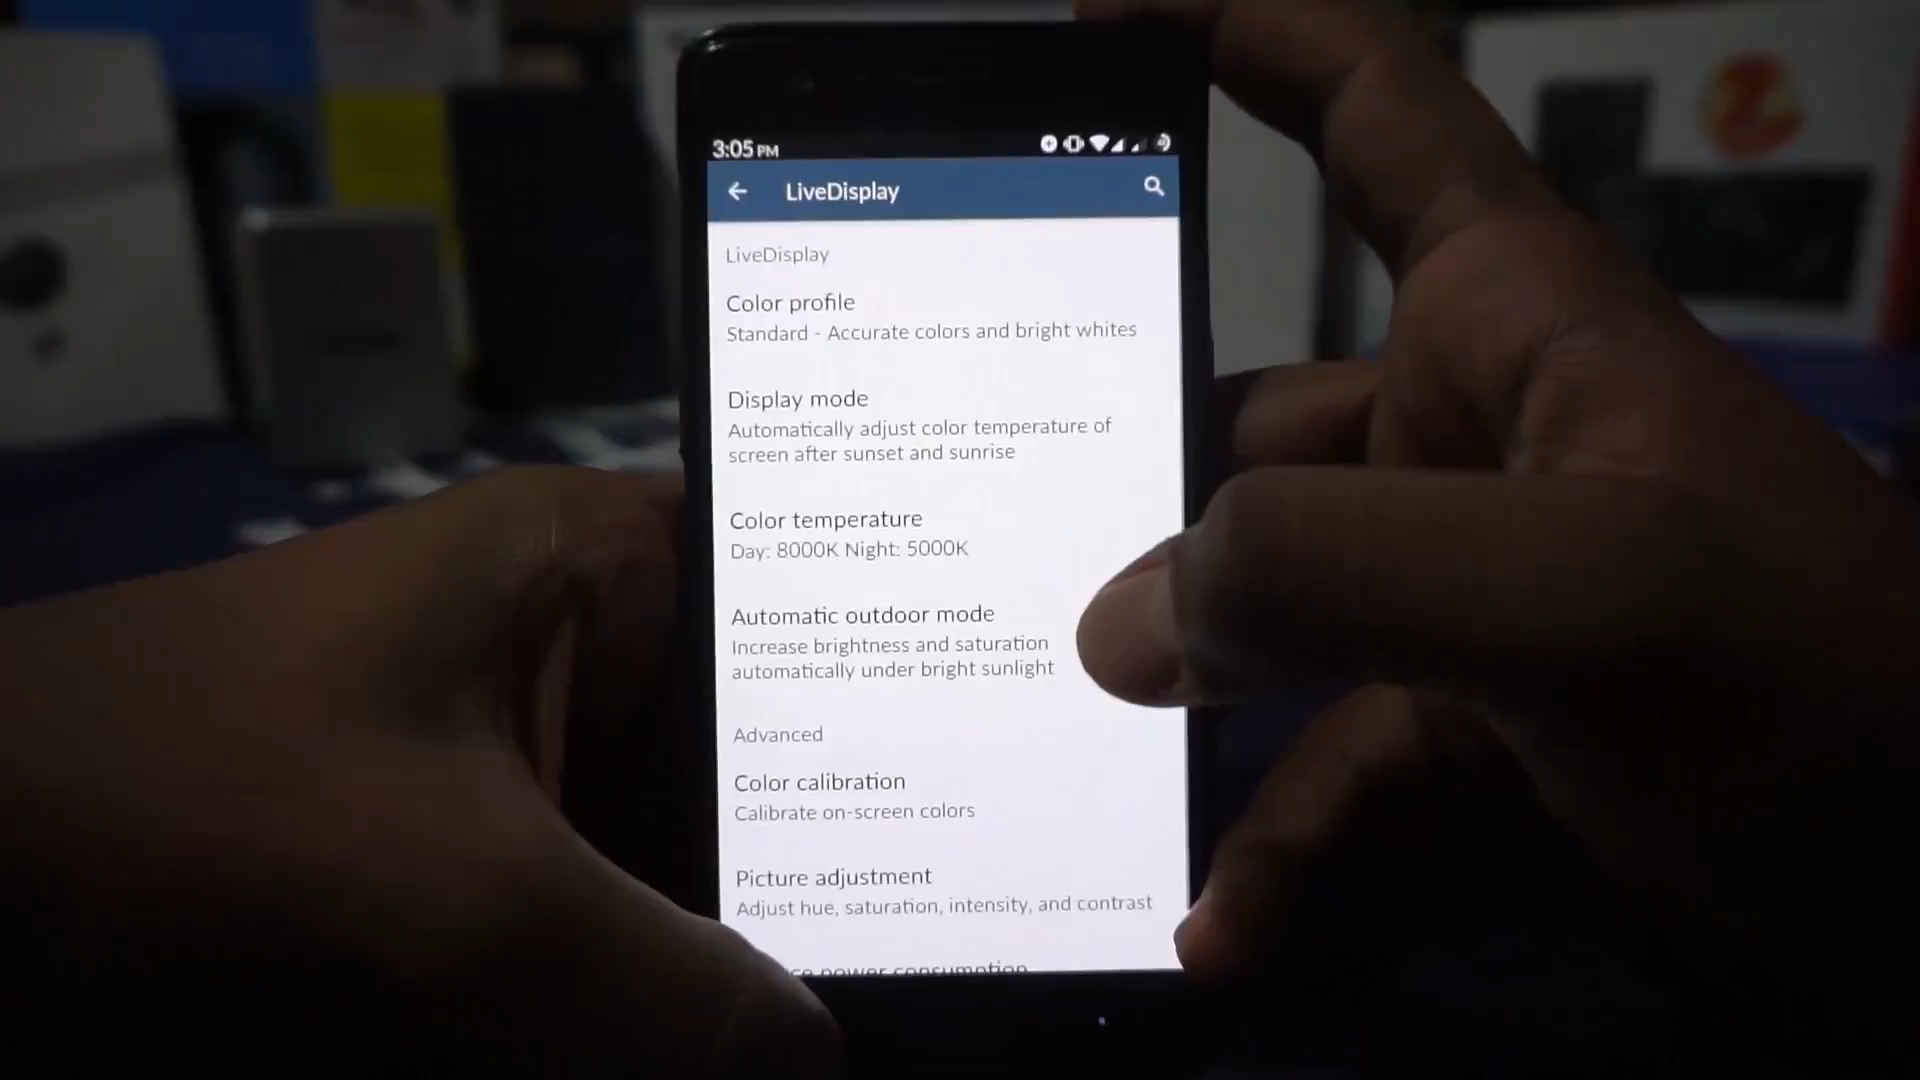 3:05 PM
LiveDisplay
LiveDisplay
Color profile
Standard - Accurate colors and bright whites
Display mode
Automatically adjust color temperature of
screen after sunset and sunrise
Color temperature
Day: 8000K Night: 5000K
Automatic outdoor mode
Increase brightness and saturation
automatically under bright sunlight
Advanced
Color calibration
Calibrate on-screen colors
Picture adjustment
Adjust hue, saturation, intensity, and contrast
power consumption